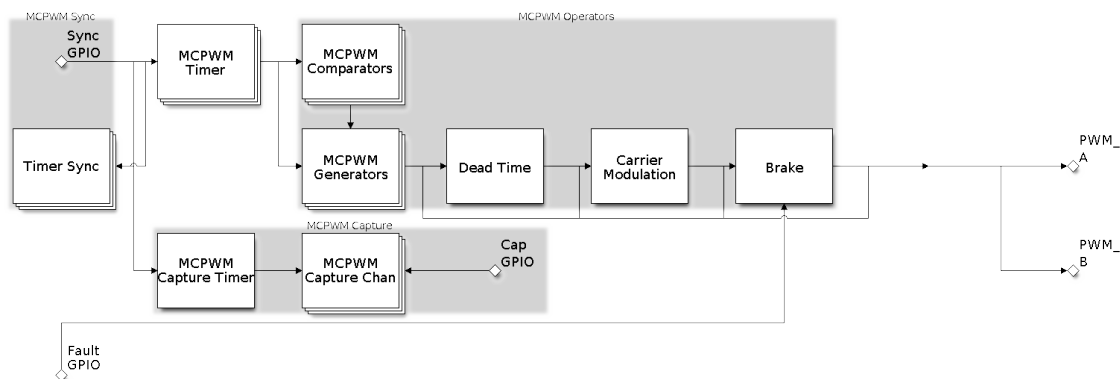 MCPWM Sync
MCPWM Operators
Sync
GPIO
MCPWM
Timer
MCPWM
Comparators
Timer Sync
MCPWM
Generators
Dead Time
Carrier
Modulation
Brake
PWM_
A
MCPWM Capture
MCPWM
Capture Timer
MCPWM
Capture Chan
Cap
GPIO
PWM_
B
Fault
GPIO